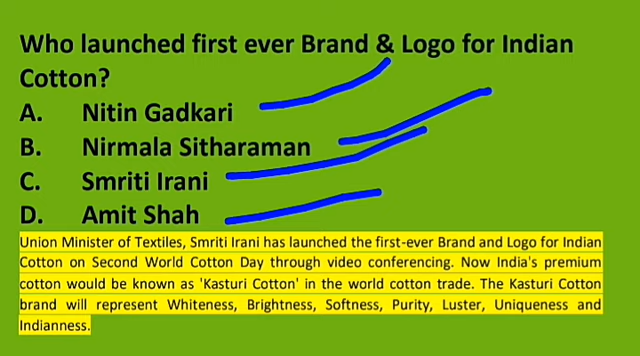 Who launched first ever Brand & Logo for Indian
Cotton?
A. Nitin Gadkari
B. Nirmala Sitharaman
C. Smriti Irani
D. Amit Shah
Union Minister of Textiles, Smriti Irani has launched the first-ever Brand and Logo for Indian
Cotton on Second World Cotton Day through video conferencing. Now India's premium
cotton would be known as 'Kasturi Cotton' in the world cotton trade. The Kasturi Cotton
brand will represent Whiteness, Brightness, Softness, Purity, Luster, Uniqueness and
Indianness.